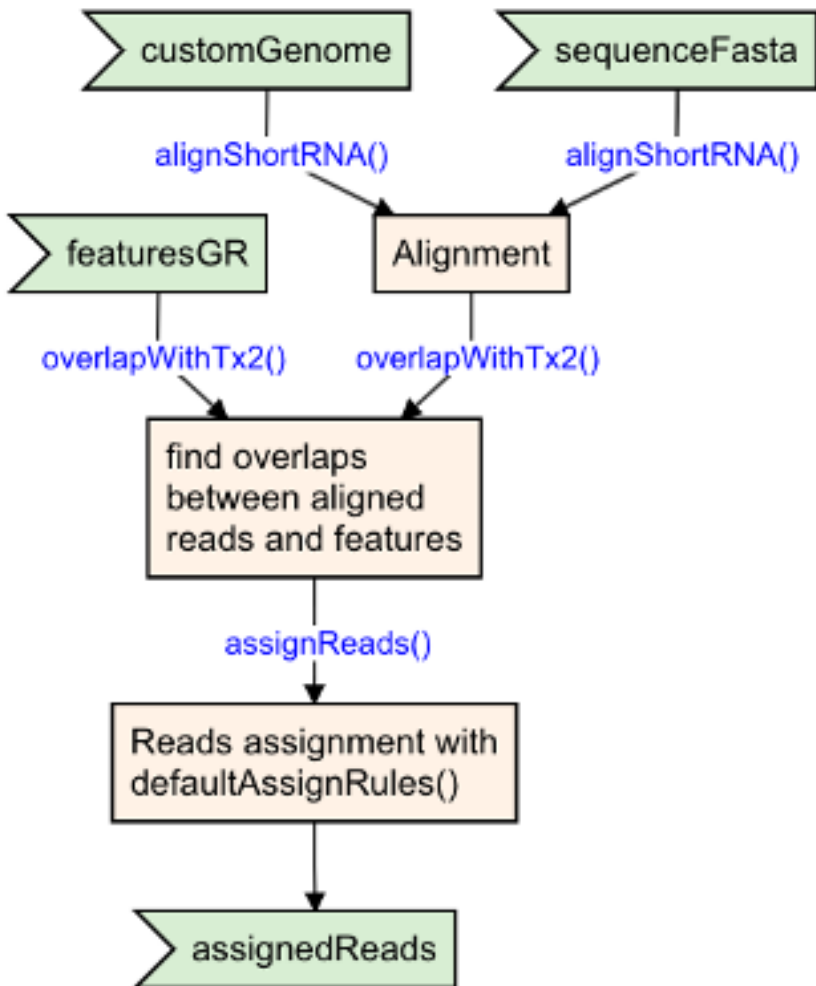 customGenome
sequenceFasta
alignShortRNA()
alignShortRNA()
featuresGR
Alignment
overlapWithTx2()
overlapWithTx2()
find overlaps
between aligned
reads and features
assignReads()
Reads assignment with
defaultAssignRules()
assignedReads